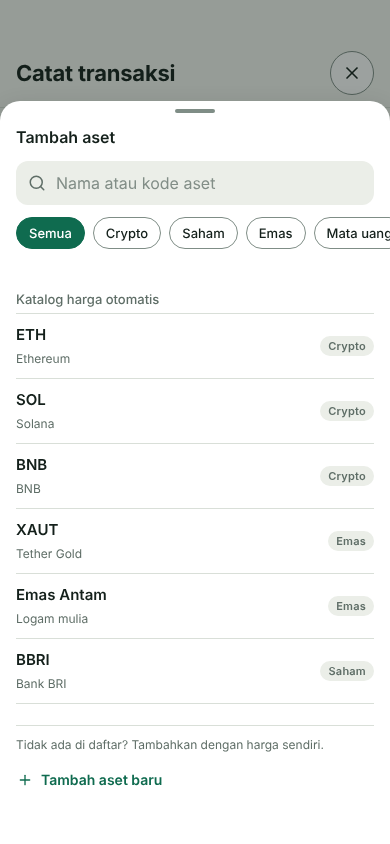 Catat transaksi
Tambah aset
Nama atau kode aset
Semua
Crypto
Saham
Emas
Mata uang
Katalog harga otomatis
ETH
Ethereum
Crypto
SOL
Solana
Crypto
BNB
BNB
Crypto
XAUT
Tether Gold
Emas
Emas Antam
Logam mulia
Emas
BBRI
Bank BRI
Saham
Tidak ada di daftar? Tambahkan dengan harga sendiri.
Tambah aset baru